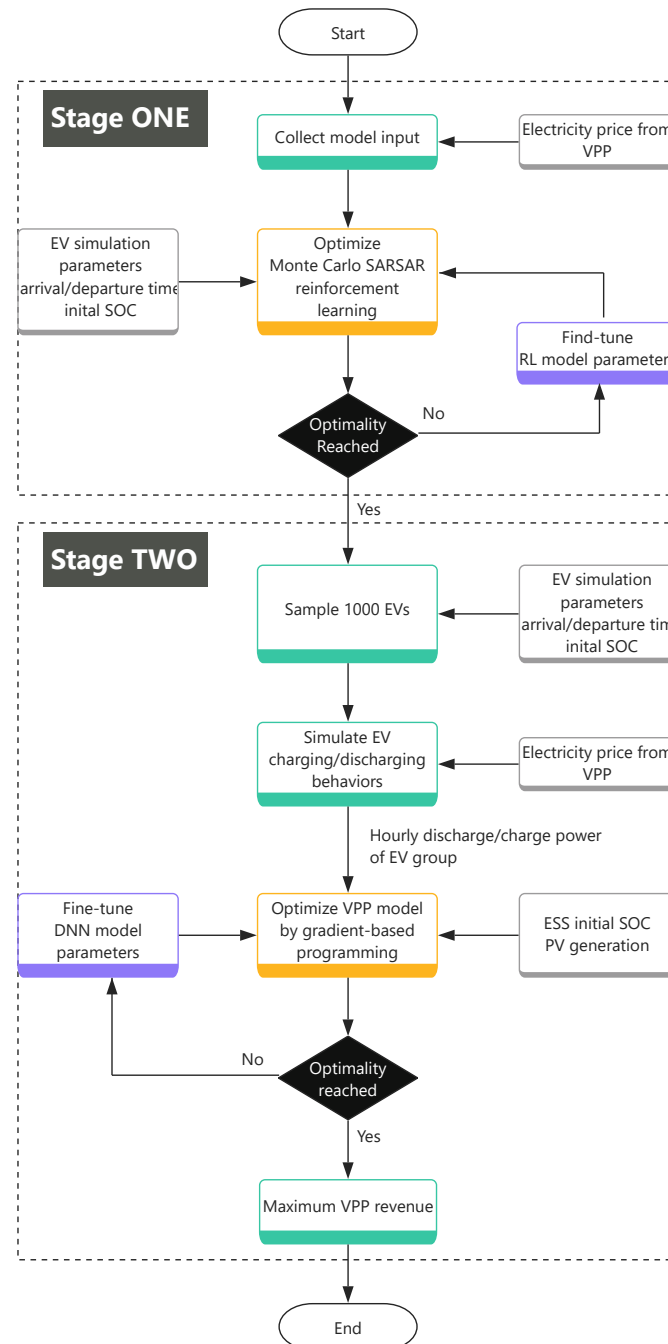 Start
Stage ONE
Collect model input
Electricity price from
VPP
EV simulation
parameters
arrival/departure time
inital SOC
Optimize
Monte Carlo SARSAR
reinforcement
learning
Find-tune
RL model parameter
No
Optimality
Reached
Yes
Stage TWO
Sample 1000 EVs
EV simulation
parameters
arrival/departure tim
inital SOC
Simulate EV
charging/discharging
behaviors
Electricity price from
VPP
Hourly discharge/charge power
of EV group
Fine-tune
DNN model
parameters
Optimize VPP model
by gradient-based
programming
ESS initial SOC
PV generation
No
Optimality
reached
Yes
Maximum VPP revenue
End